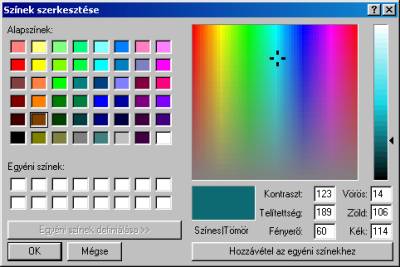 Színek szerkesztése
Alapszínek:
Egyéni színek:
Egyéni színek definiálása >>
OK
Mégse
Színes|Tömör
Kontraszt: 123
Telítettség: 189
Fényerő: 60
Vörös: 14
Zöld: 106
Kék: 114
Hozzávétel az egyéni színekhez